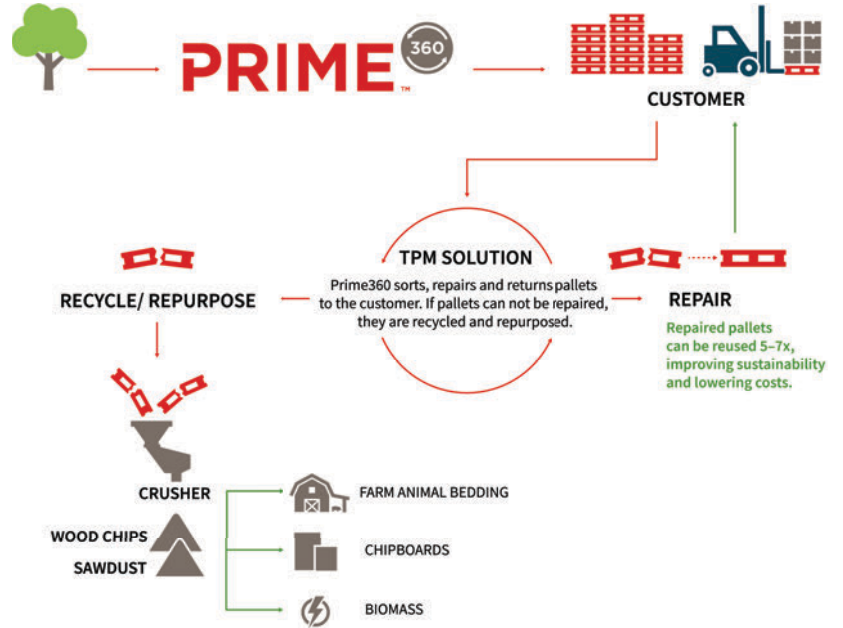 PRIME
360
TM
CUSTOMER
TPM SOLUTION
Prime360 sorts, repairs and returns pallets
to the customer. If pallets can not be repaired,
they are recycled and repurposed.
RECYCLE/ REPURPOSE
REPAIR
Repaired pallets
can be reused 5–7x,
improving sustainability
and lowering costs.
CRUSHER
WOOD CHIPS
SAWDUST
FARM ANIMAL BEDDING
CHIPBOARDS
BIOMASS